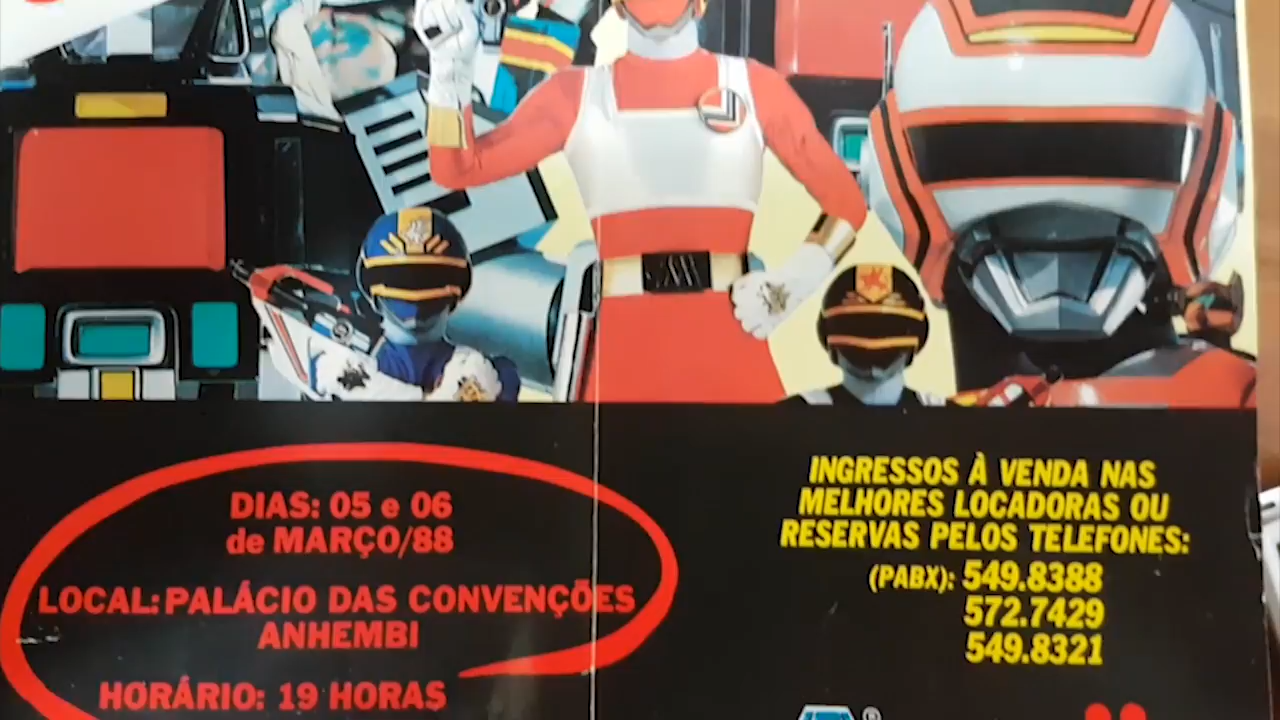 DIAS: 05 e 06
de MARÇO/88
LOCAL: PALÁCIO DAS CONVENÇÕES
ANHEMBI
HORÁRIO: 19 HORAS
INGRESSOS À VENDA NAS
MELHORES LOCADORAS OU
RESERVAS PELOS TELEFONES:
(PABX): 549.8388
572.7429
549.8321
®